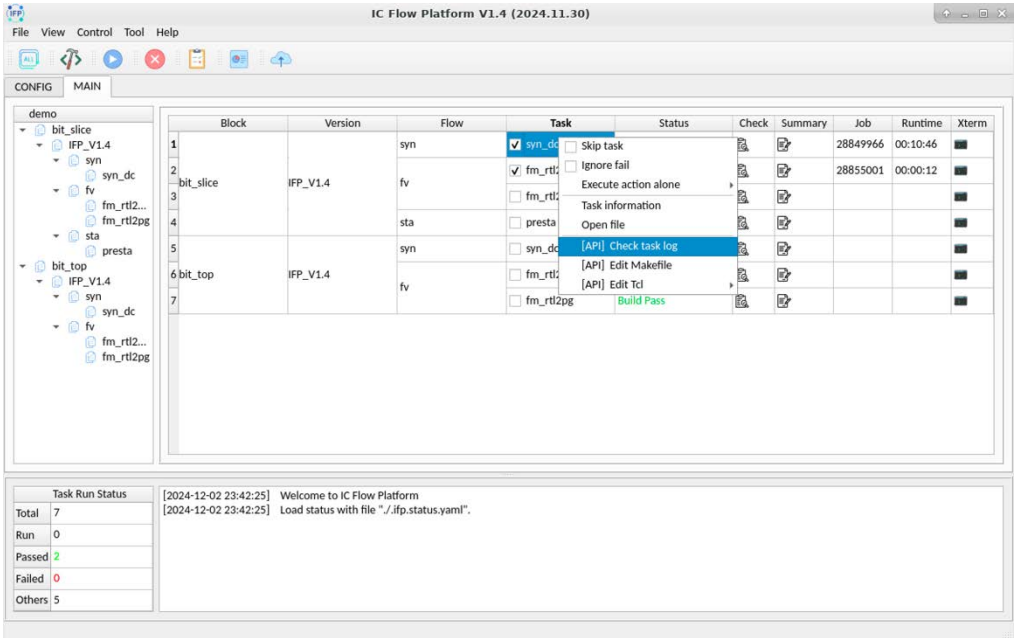 IFP
IC Flow Platform V1.4 (2024.11.30)
File View Control Tool Help
ALL
CONFIG MAIN
demo
bit_slice
IFP_V1.4
syn
syn_dc
fv
fm_rtl2...
fm_rtl2pg
sta
presta
bit_top
IFP_V1.4
syn
syn_dc
fv
fm_rtl2...
fm_rtl2pg
Block Version Flow Task Status Check Summary Job Runtime Xterm
1 syn syn_dc 28849966 00:10:46
2 bit_slice IFP_V1.4 fv fm_rtl2 28855001 00:00:12
3 fm_rtl2
4 sta presta
5 syn syn_dc
6 bit_top IFP_V1.4 fv fm_rtl2
7 fm_rtl2pg Build Pass
Skip task
Ignore fail
Execute action alone
Task information
Open file
[API] Check task log
[API] Edit Makefile
[API] Edit Tcl
Task Run Status
Total 7
Run 0
Passed 2
Failed 0
Others 5
[2024-12-02 23:42:25] Welcome to IC Flow Platform
[2024-12-02 23:42:25] Load status with file "./.ifp.status.yaml".